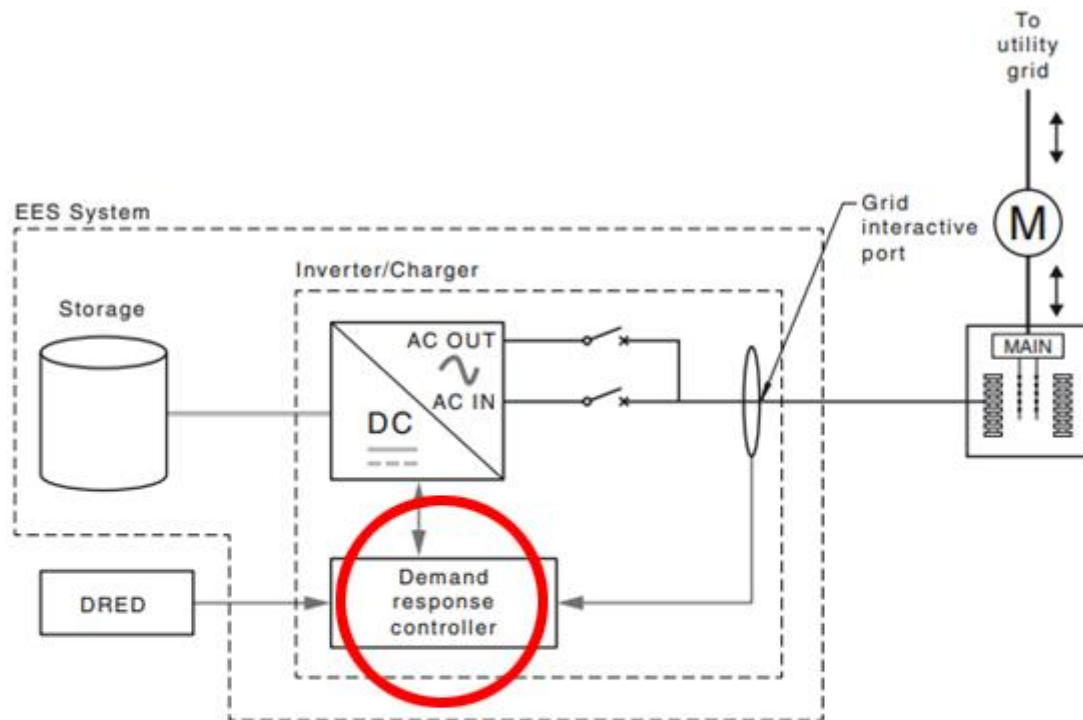 To
utility
grid
EES System
Grid
interactive
port
M
Inverter/Charger
Storage
AC OUT
MAIN
AC IN
DC
Demand
response
controller
DRED